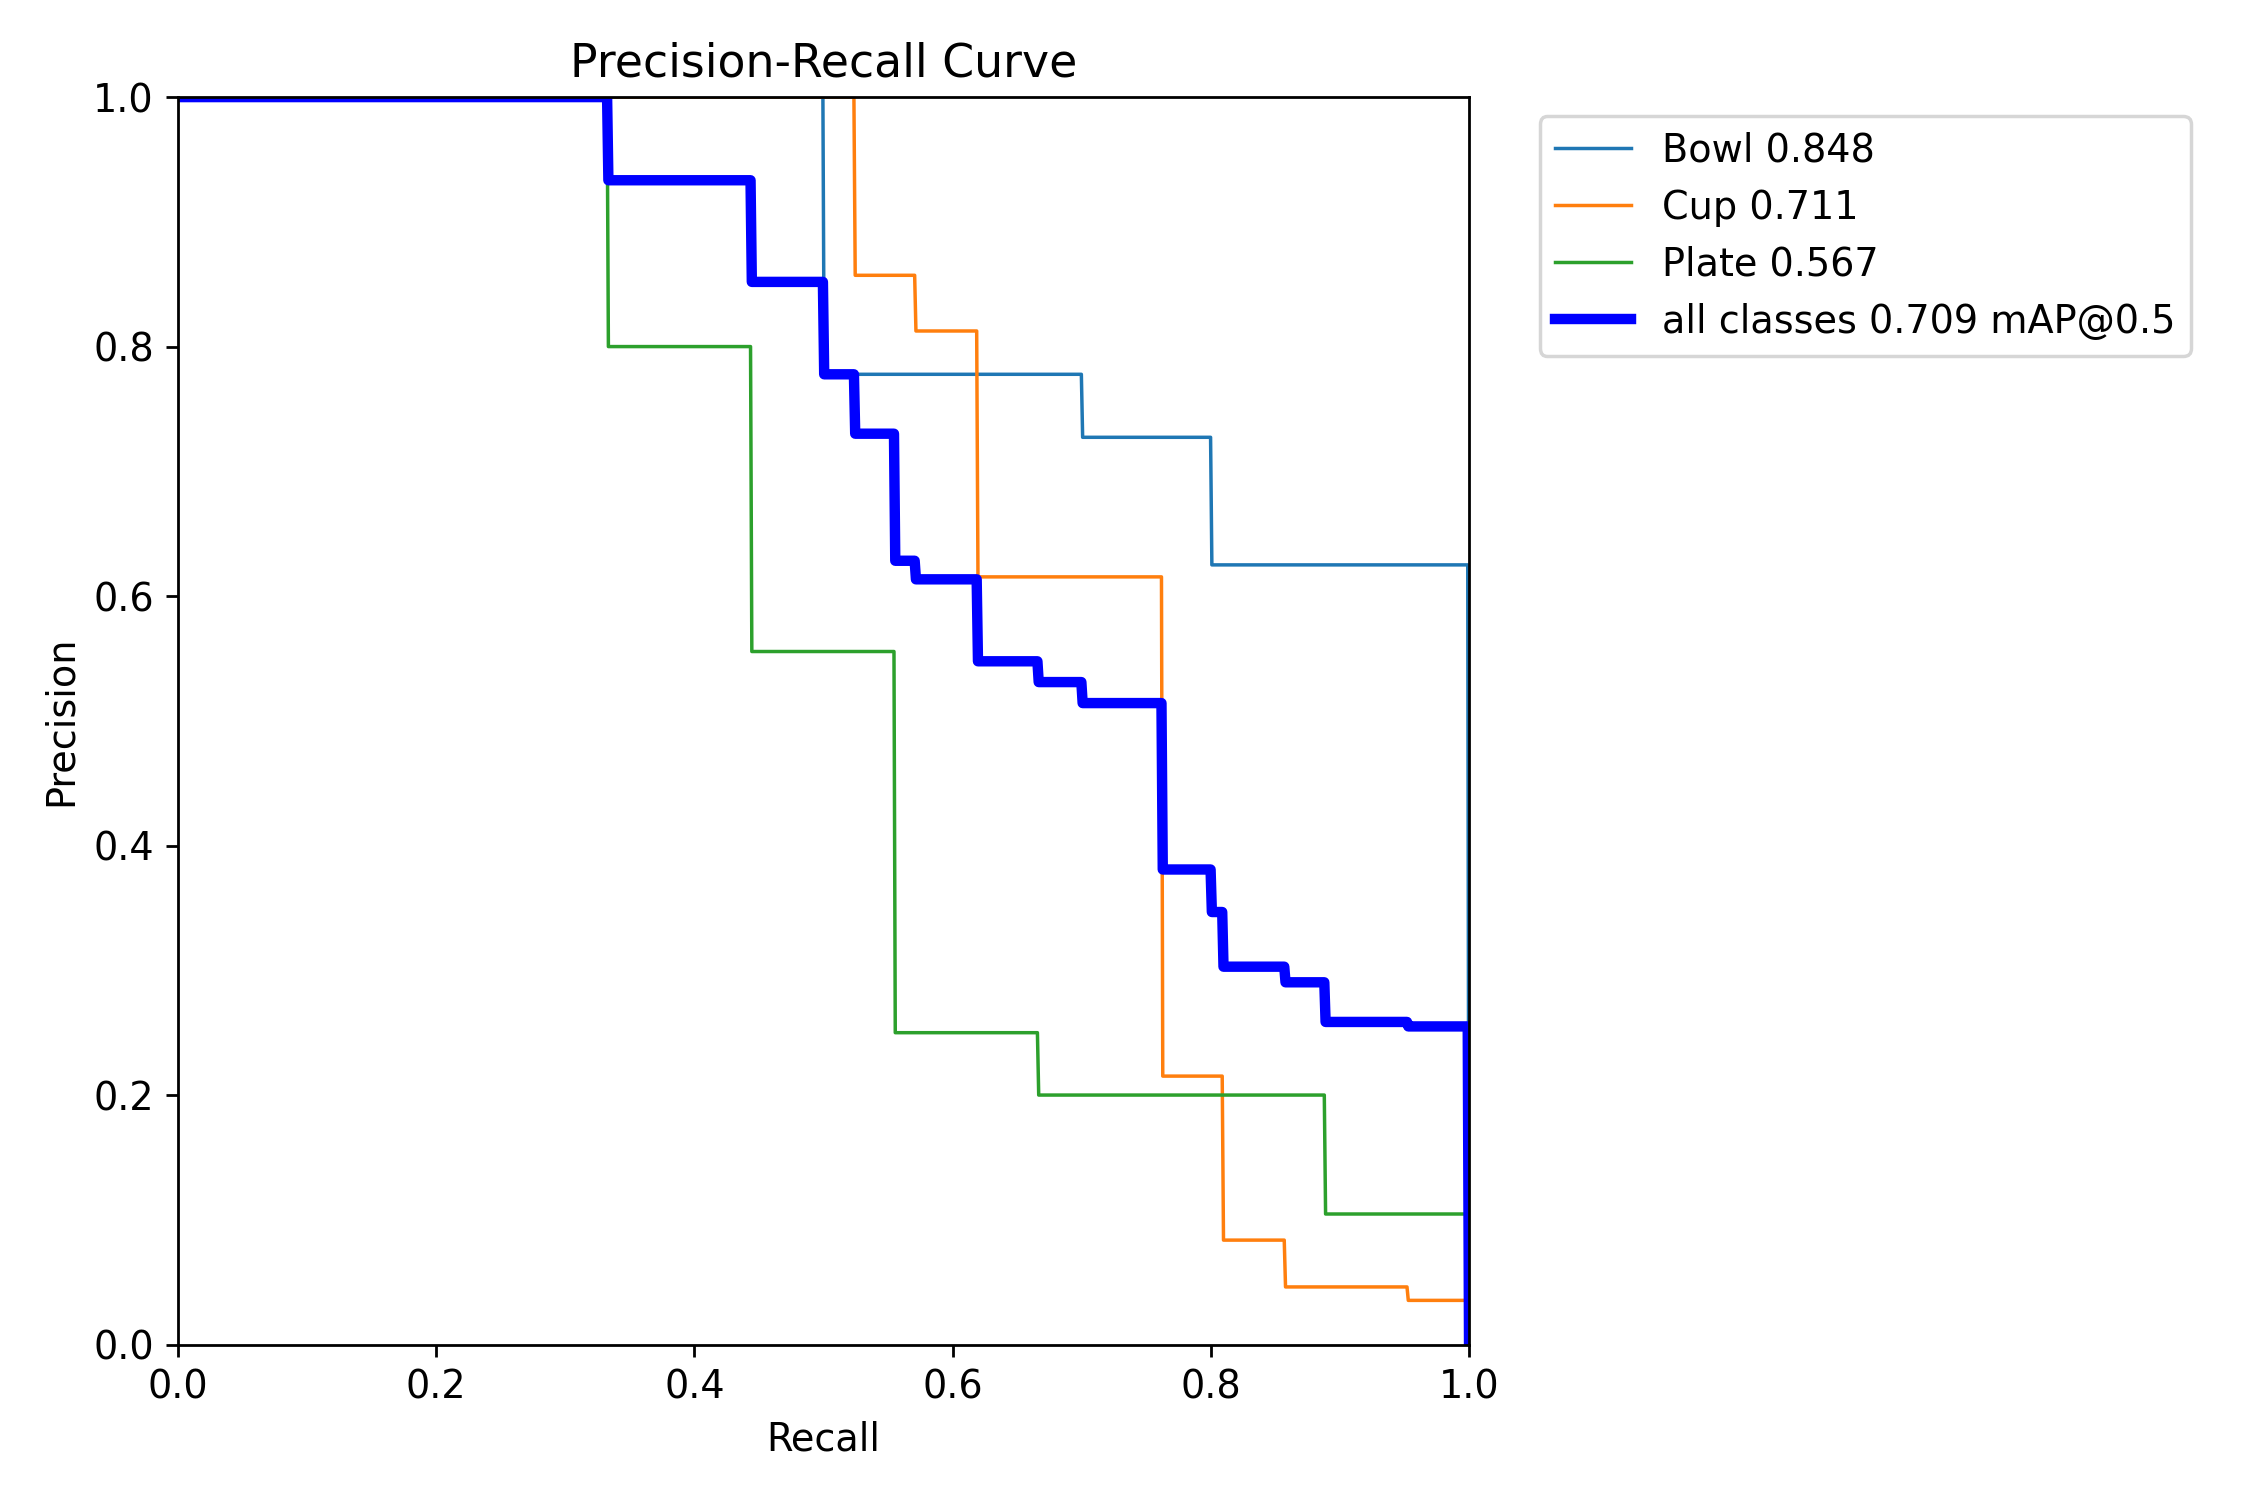 Precision-Recall Curve
1.0
0.8
0.6
0.4
0.2
0.0
Precision
0.0 0.2 0.4 0.6 0.8 1.0
Recall
Bowl 0.848
Cup 0.711
Plate 0.567
all classes 0.709 mAP@0.5